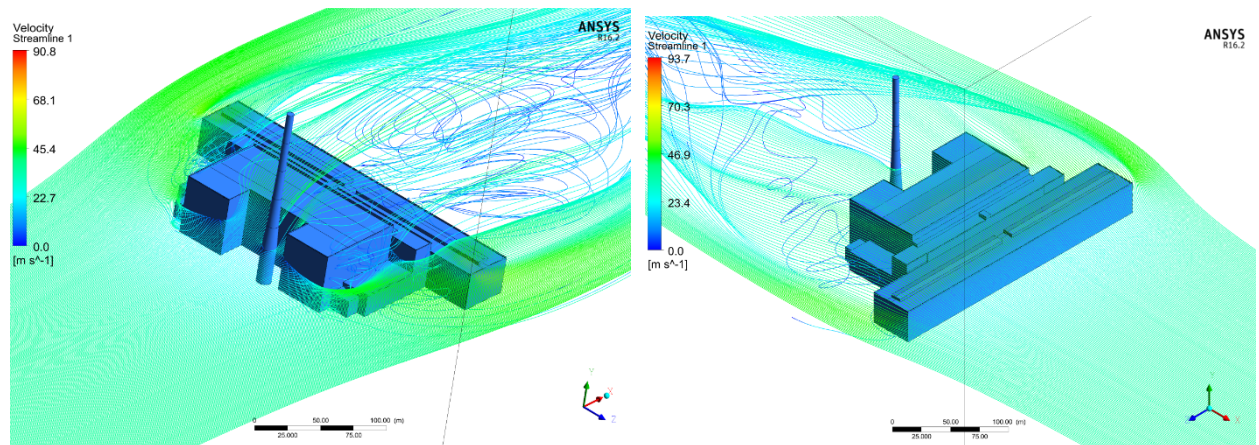 Velocity
Streamline 1
90.8
68.1
45.4
22.7
0.0
[m s^-1]
ANSYS
R16.2
0 50.00 100.00 (m)
25.000 75.00
Y
X
Z
Velocity
Streamline 1
93.7
70.3
46.9
23.4
0.0
[m s^-1]
ANSYS
R16.2
0 50.00 100.00 (m)
25.000 75.00
Y
Z
X